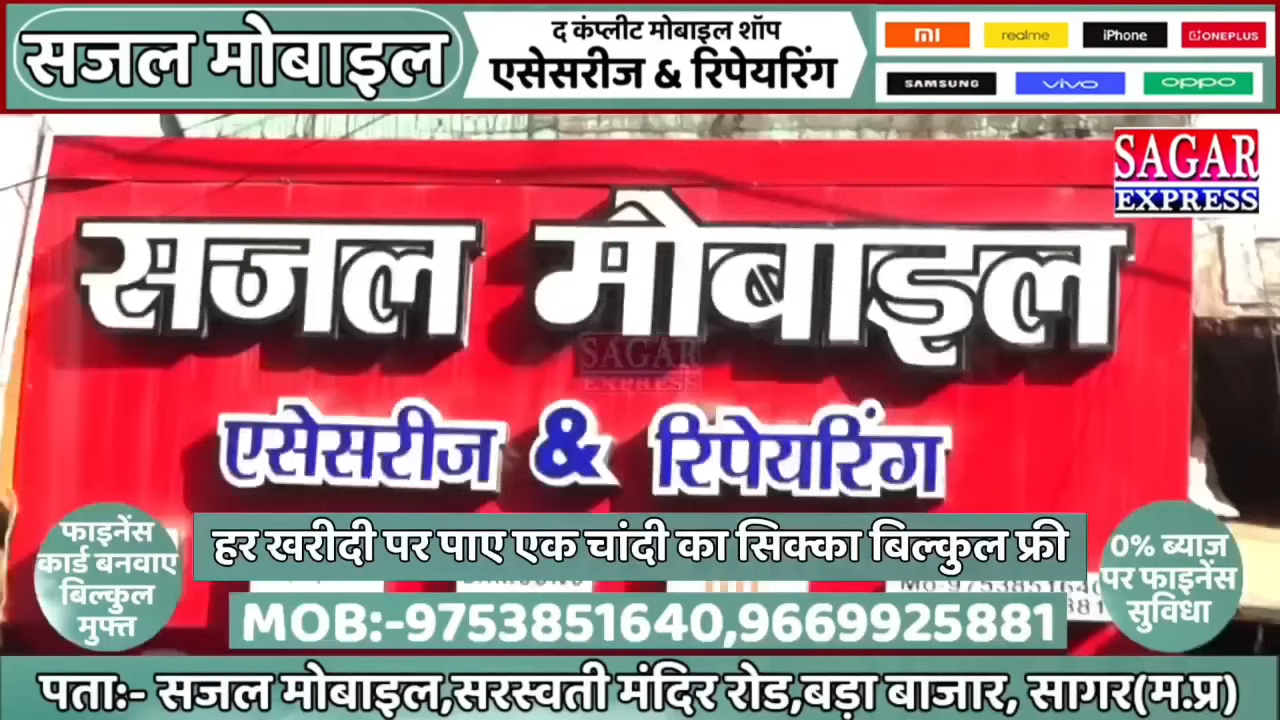 सजल मोबाइल
द कंप्लीट मोबाइल शॉप
एसेसरीज & रिपेयरिंग
mi realme iPhone ONEPLUS
SAMSUNG vivo oppo
SAGAR
EXPRESS
सजल मोबाइल
SAGAR
EXPRESS
एसेसरीज & रिपेयरिंग
फाइनेंस
कार्ड बनवाए
बिल्कुल
मुफ्त
हर खरीदी पर पाए एक चांदी का सिक्का बिल्कुल फ्री
0% ब्याज
पर फाइनेंस
सुविधा
MOB:-9753851640,9669925881
पताः- सजल मोबाइल,सरस्वती मंदिर रोड,बड़ा बाजार, सागर(म.प्र)